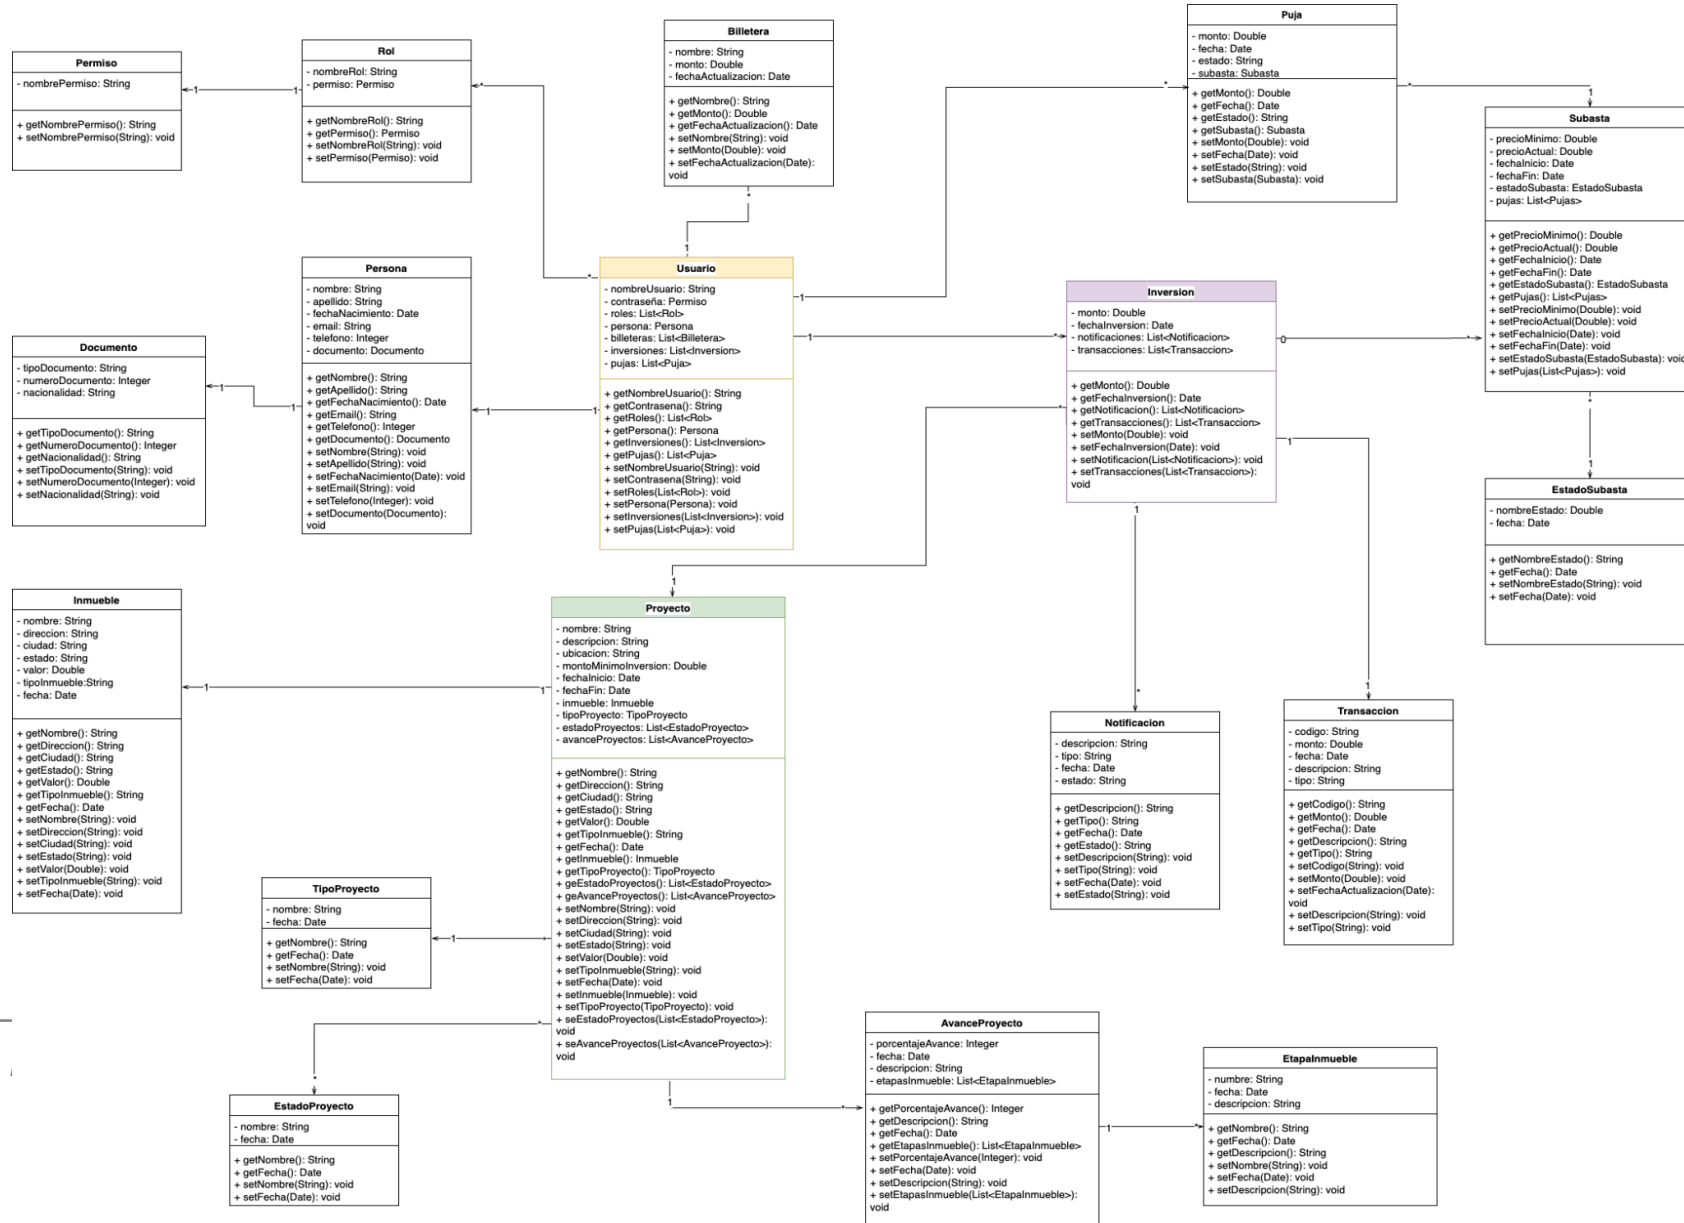 Permiso
- nombrePermiso: String
+ getNombrePermiso(): String
+ setNombrePermiso(String): void
Rol
- nombreRol: String
- permiso: Permiso
+ getNombreRol(): String
+ getPermiso(): Permiso
+ setNombreRol(String): void
+ setPermiso(Permiso): void
Billetera
- nombre: String
- monto: Double
- fechaActualizacion: Date
+ getNombre(): String
+ getMonto(): Double
+ getFechaActualizacion(): Date
+ setNombre(String): void
+ setMonto(Double): void
+ setFechaActualizacion(Date):
void
Puja
- monto: Double
- fecha: Date
- estado: String
- subasta: Subasta
+ getMonto(): Double
+ getFecha(): Date
+ getEstado(): String
+ getSubasta(): Subasta
+ setMonto(Double): void
+ setFecha(Date): void
+ setEstado(String): void
+ setSubasta(Subasta): void
Subasta
- precioMinimo: Double
- precioActual: Double
- fechaInicio: Date
- fechaFin: Date
- estadoSubasta: EstadoSubasta
- pujas: List<Pujas>
+ getPrecioMinimo(): Double
+ getPrecioActual(): Double
+ getFechaInicio(): Date
+ getFechaFin(): Date
+ getEstadoSubasta(): EstadoSubasta
+ getPujas(): List<Pujas>
+ setPrecioMinimo(Double): void
+ setPrecioActual(Double): void
+ setFechaInicio(Date): void
+ setFechaFin(Date): void
+ setEstadoSubasta(EstadoSubasta): void
+ setPujas(List<Pujas>): void
Documento
- tipoDocumento: String
- numeroDocumento: Integer
- nacionalidad: String
+ getTipoDocumento(): String
+ getNumeroDocumento(): Integer
+ getNacionalidad(): String
+ setTipoDocumento(String): void
+ setNumeroDocumento(Integer): void
+ setNacionalidad(String): void
Persona
- nombre: String
- apellido: String
- fechaNacimiento: Date
- email: String
- telefono: Integer
- documento: Documento
+ getNombre(): String
+ getApellido(): String
+ getFechaNacimiento(): Date
+ getEmail(): String
+ getTelefono(): Integer
+ getDocumento(): Documento
+ setNombre(String): void
+ setApellido(String): void
+ setFechaNacimiento(Date): void
+ setEmail(String): void
+ setTelefono(Integer): void
+ setDocumento(Documento):
void
Usuario
- nombreUsuario: String
- contraseña: Permiso
- roles: List<Rol>
- persona: Persona
- billeteras: List<Billetera>
- inversiones: List<Inversion>
- pujas: List<Puja>
+ getNombreUsuario(): String
+ getContrasena(): String
+ getRoles(): List<Rol>
+ getPersona(): Persona
+ getInversiones(): List<Inversion>
+ getPujas(): List<Puja>
+ setNombreUsuario(String): void
+ setContrasena(String): void
+ setRoles(List<Rol>): void
+ setPersona(Persona): void
+ setInversiones(List<Inversion>): void
+ setPujas(List<Puja>): void
Inversion
- monto: Double
- fechaInversion: Date
- notificaciones: List<Notificacion>
- transacciones: List<Transaccion>
+ getMonto(): Double
+ getFechaInversion(): Date
+ getNotificacion(): List<Notificacion>
+ getTransacciones(): List<Transaccion>
+ setMonto(Double): void
+ setFechaInversion(Date): void
+ setNotificacion(List<Notificacion>): void
+ setTransacciones(List<Transaccion>):
void
EstadoSubasta
- nombreEstado: Double
- fecha: Date
+ getNombreEstado(): String
+ getFecha(): Date
+ setNombreEstado(String): void
+ setFecha(Date): void
Inmueble
- nombre: String
- direccion: String
- ciudad: String
- estado: String
- valor: Double
- tipoInmueble:String
- fecha: Date
+ getNombre(): String
+ getDireccion(): String
+ getCiudad(): String
+ getEstado(): String
+ getValor(): Double
+ getTipoInmueble(): String
+ getFecha(): Date
+ setNombre(String): void
+ setDireccion(String): void
+ setCiudad(String): void
+ setEstado(String): void
+ setValor(Double): void
+ setTipoInmueble(String): void
+ setFecha(Date): void
Proyecto
- nombre: String
- descripcion: String
- ubicacion: String
- montoMinimoInversion: Double
- fechaInicio: Date
- fechaFin: Date
- inmueble: Inmueble
- tipoProyecto: TipoProyecto
- estadoProyectos: List<EstadoProyecto>
- avanceProyectos: List<AvanceProyecto>
+ getNombre(): String
+ getDireccion(): String
+ getCiudad(): String
+ getEstado(): String
+ getValor(): Double
+ getTipoInmueble(): String
+ getFecha(): Date
+ getInmueble(): Inmueble
+ getTipoProyecto(): TipoProyecto
+ geEstadoProyectos(): List<EstadoProyecto>
+ geAvanceProyectos(): List<AvanceProyecto>
+ setNombre(String): void
+ setDireccion(String): void
+ setCiudad(String): void
+ setEstado(String): void
+ setValor(Double): void
+ setTipoInmueble(String): void
+ setFecha(Date): void
+ setInmueble(Inmueble): void
+ setTipoProyecto(TipoProyecto): void
+ seEstadoProyectos(List<EstadoProyecto>):
void
+ seAvanceProyectos(List<AvanceProyecto>):
void
Notificacion
- descripcion: String
- tipo: String
- fecha: Date
- estado: String
+ getDescripcion(): String
+ getTipo(): String
+ getFecha(): Date
+ getEstado(): String
+ setDescripcion(String): void
+ setTipo(String): void
+ setFecha(Date): void
+ setEstado(String): void
Transaccion
- codigo: String
- monto: Double
- fecha: Date
- descripcion: String
- tipo: String
+ getCodigo(): String
+ getMonto(): Double
+ getFecha(): Date
+ getDescripcion(): String
+ getTipo(): String
+ setCodigo(String): void
+ setMonto(Double): void
+ setFechaActualizacion(Date):
void
+ setDescripcion(String): void
+ setTipo(String): void
TipoProyecto
- nombre: String
- fecha: Date
+ getNombre(): String
+ getFecha(): Date
+ setNombre(String): void
+ setFecha(Date): void
EstadoProyecto
- nombre: String
- fecha: Date
+ getNombre(): String
+ getFecha(): Date
+ setNombre(String): void
+ setFecha(Date): void
AvanceProyecto
- porcentajeAvance: Integer
- fecha: Date
- descripcion: String
- etapasInmueble: List<EtapaInmueble>
+ getPorcentajeAvance(): Integer
+ getDescripcion(): String
+ getFecha(): Date
+ getEtapasInmueble(): List<EtapaInmueble>
+ setPorcentajeAvance(Integer): void
+ setFecha(Date): void
+ setDescripcion(String): void
+ setEtapasInmueble(List<EtapaInmueble>):
void
EtapaInmueble
- numbre: String
- fecha: Date
- descripcion: String
+ getNombre(): String
+ getFecha(): Date
+ getDescripcion(): String
+ setNombre(String): void
+ setFecha(Date): void
+ setDescripcion(String): void